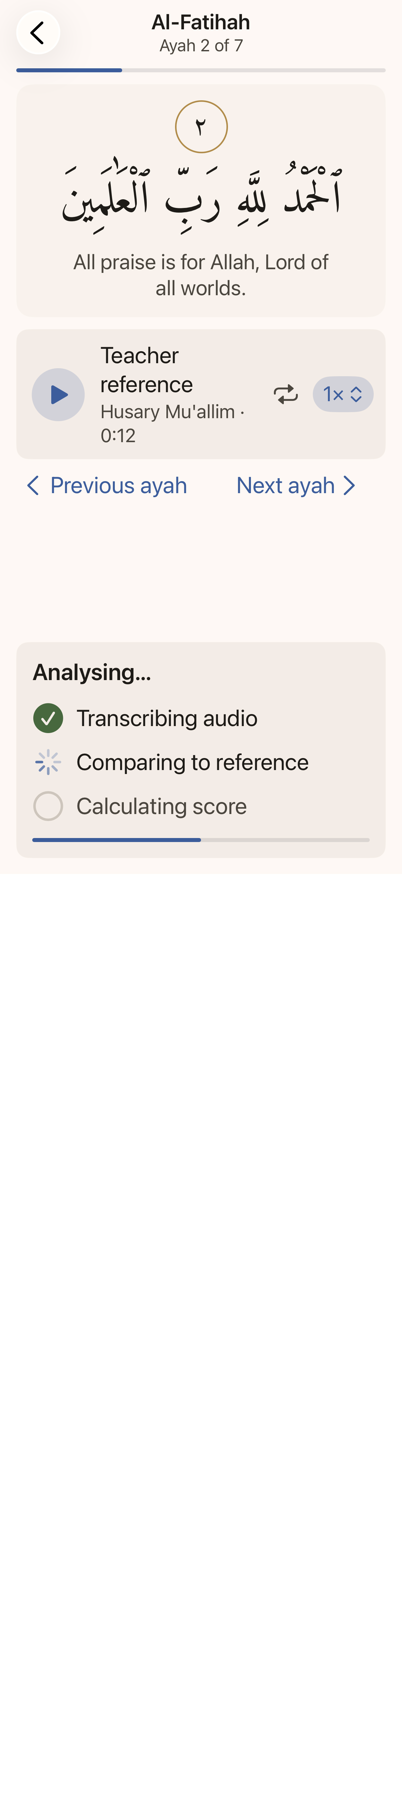 Al-Fatihah
Ayah 2 of 7
٢
ٱلْحَمْدُ لِلَّهِ رَبِّ ٱلْعَٰلَمِينَ
All praise is for Allah, Lord of
all worlds.
Teacher
reference
Husary Mu'allim ·
0:12
1×
Previous ayah
Next ayah
Analysing...
Transcribing audio
Comparing to reference
Calculating score